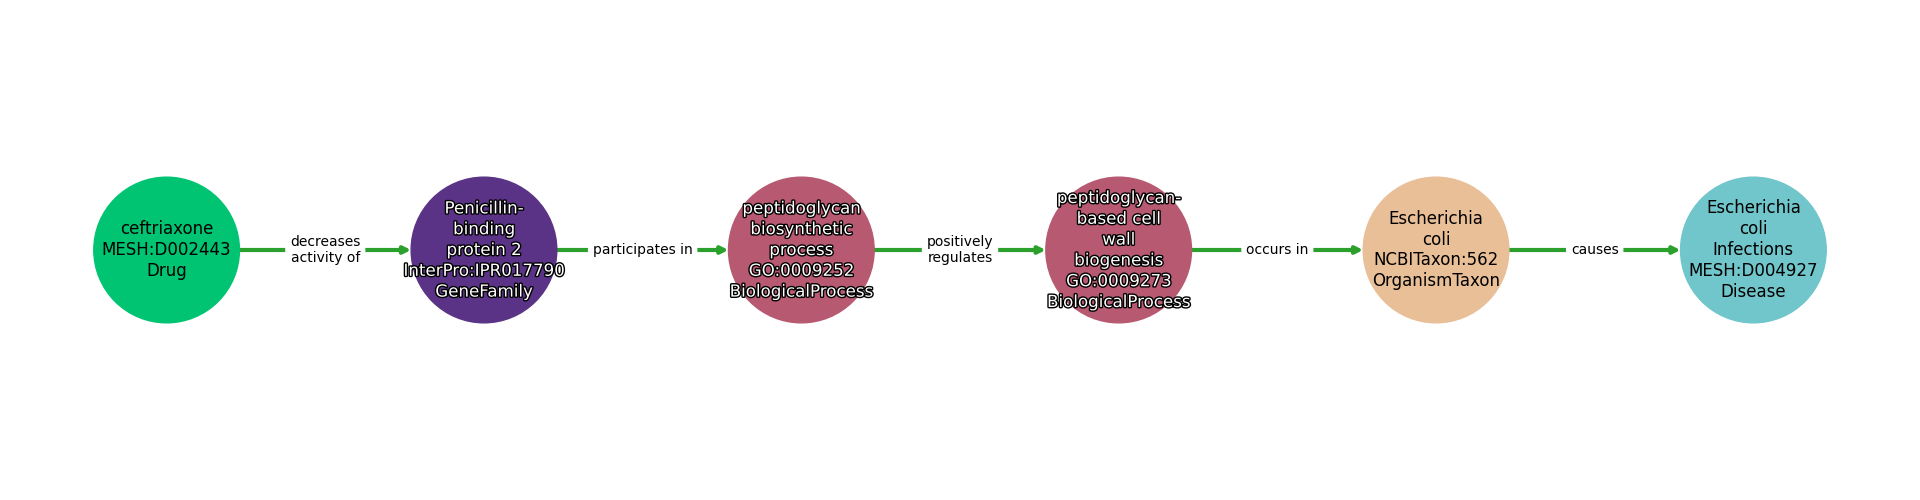 ceftriaxone
MESH:D002443
Drug
decreases
activity of
Penicillin-
binding
protein 2
InterPro:IPR017790
GeneFamily
participates in
peptidoglycan
biosynthetic
process
GO:0009252
BiologicalProcess
positively
regulates
peptidoglycan-
based cell
wall
biogenesis
GO:0009273
BiologicalProcess
occurs in
Escherichia
coli
NCBITaxon:562
OrganismTaxon
causes
Escherichia
coli
Infections
MESH:D004927
Disease